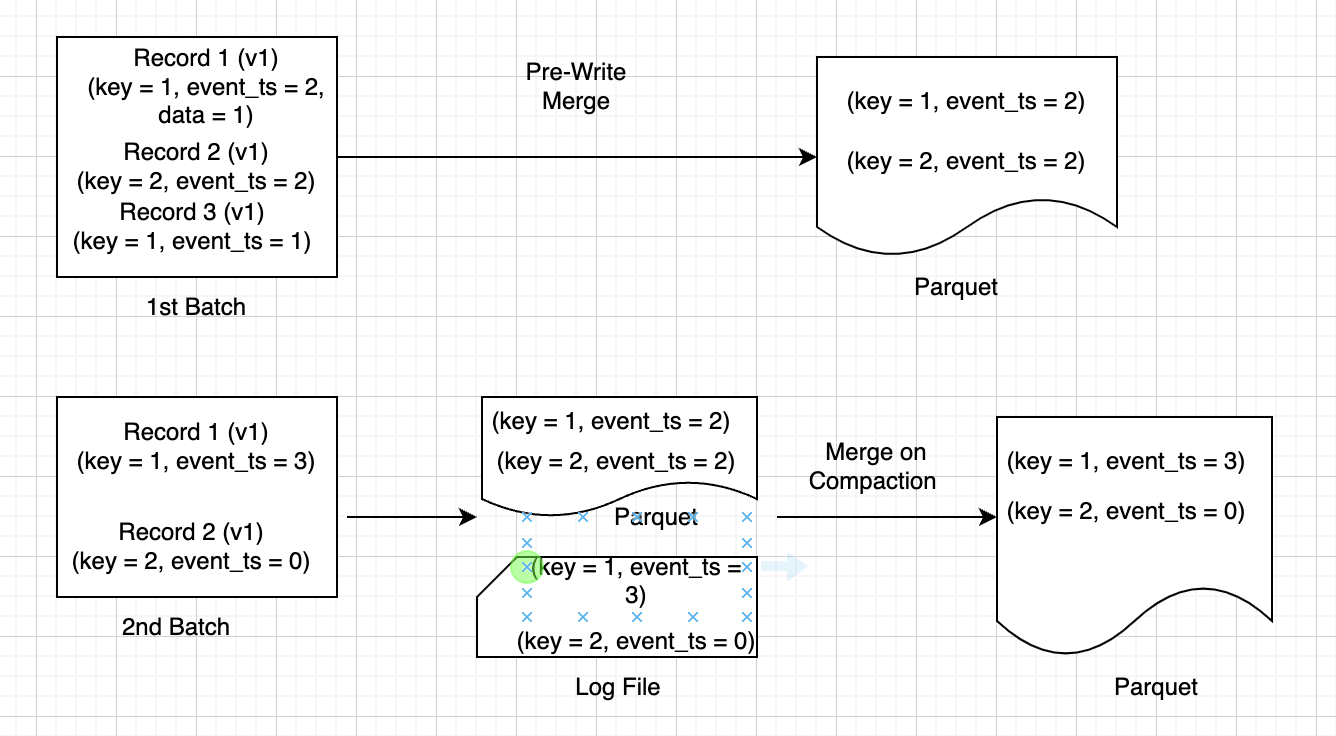 Record 1 (v1)
(key = 1, event_ts = 2,
data = 1)
Record 2 (v1)
(key = 2, event_ts = 2)
Record 3 (v1)
(key = 1, event_ts = 1)
1st Batch
Pre-Write
Merge
(key = 1, event_ts = 2)
(key = 2, event_ts = 2)
Parquet
Record 1 (v1)
(key = 1, event_ts = 3)
Record 2 (v1)
(key = 2, event_ts = 0)
2nd Batch
(key = 1, event_ts = 2)
(key = 2, event_ts = 2)
Parquet
(key = 1, event_ts =
3)
(key = 2, event_ts = 0)
Log File
Merge on
Compaction
(key = 1, event_ts = 3)
(key = 2, event_ts = 0)
Parquet